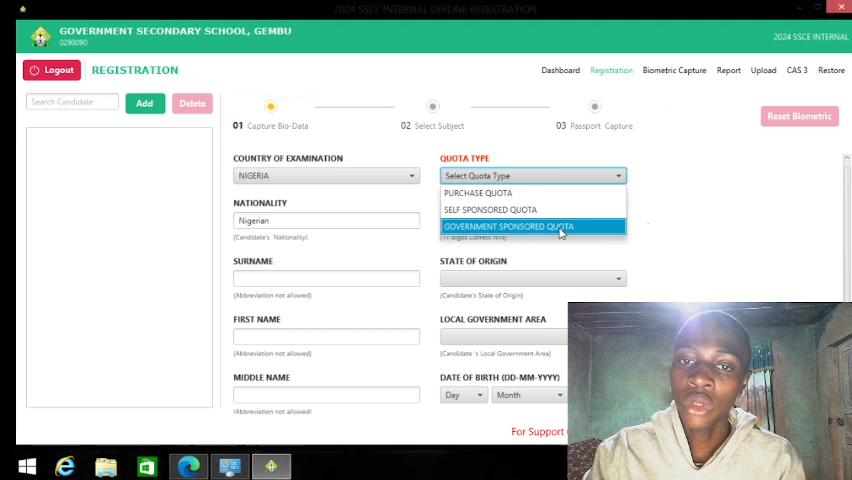 2024 SSCE INTERNAL OFFLINE REGISTRATION
GOVERNMENT SECONDARY SCHOOL, GEMBU
0290090
2024 SSCE INTERNAL
Logout
REGISTRATION
Dashboard Registration Biometric Capture Report Upload CAS 3 Restore
Search Candidate Add Delete
01 Capture Bio-Data
02 Select Subject
03 Passport Capture
Reset Biometric
COUNTRY OF EXAMINATION
NIGERIA
QUOTA TYPE
Select Quota Type
PURCHASE QUOTA
SELF SPONSORED QUOTA
GOVERNMENT SPONSORED QUOTA
NATIONALITY
Nigerian
(Candidate's Nationality)
(11 digits Correct NIN)
SURNAME
(Abbreviation not allowed)
STATE OF ORIGIN
(Candidate's State of Origin)
FIRST NAME
(Abbreviation not allowed)
LOCAL GOVERNMENT AREA
(Candidate 's Local Government Area)
MIDDLE NAME
(Abbreviation not allowed)
DATE OF BIRTH (DD-MM-YYYY)
Day Month
For Support